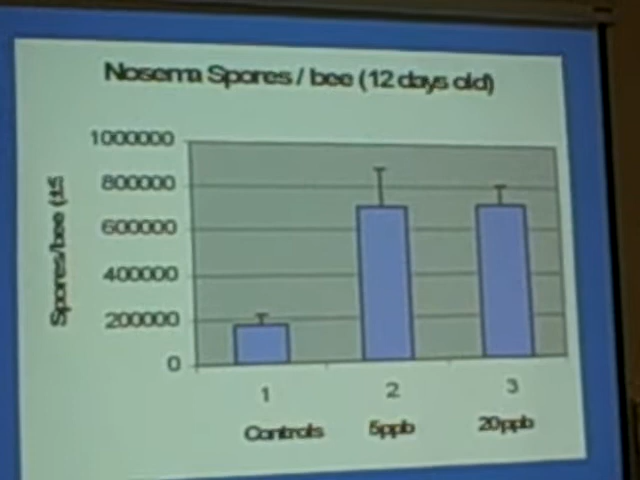 Nosema Spores / bee (12 days old)
Spores/bee (±S
1000000
800000
600000
400000
200000
0
1
2
3
Controls
5ppb
20ppb